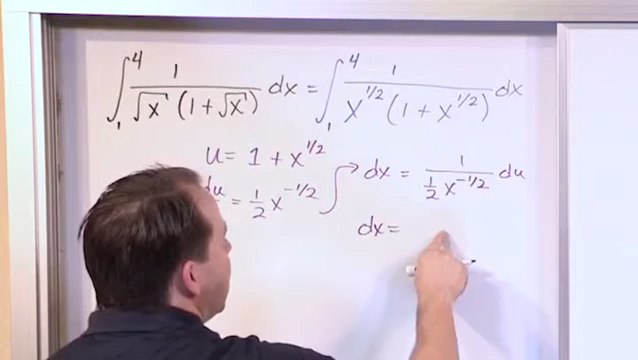 ∫₁⁴ 1/(√x (1+√x)) dx = ∫₁⁴ 1/(x^{1/2} (1 + x^{1/2})) dx
u = 1 + x^{1/2}
du = 1/2 x^{-1/2} → dx = 1/(1/2 x^{-1/2}) du
dx =